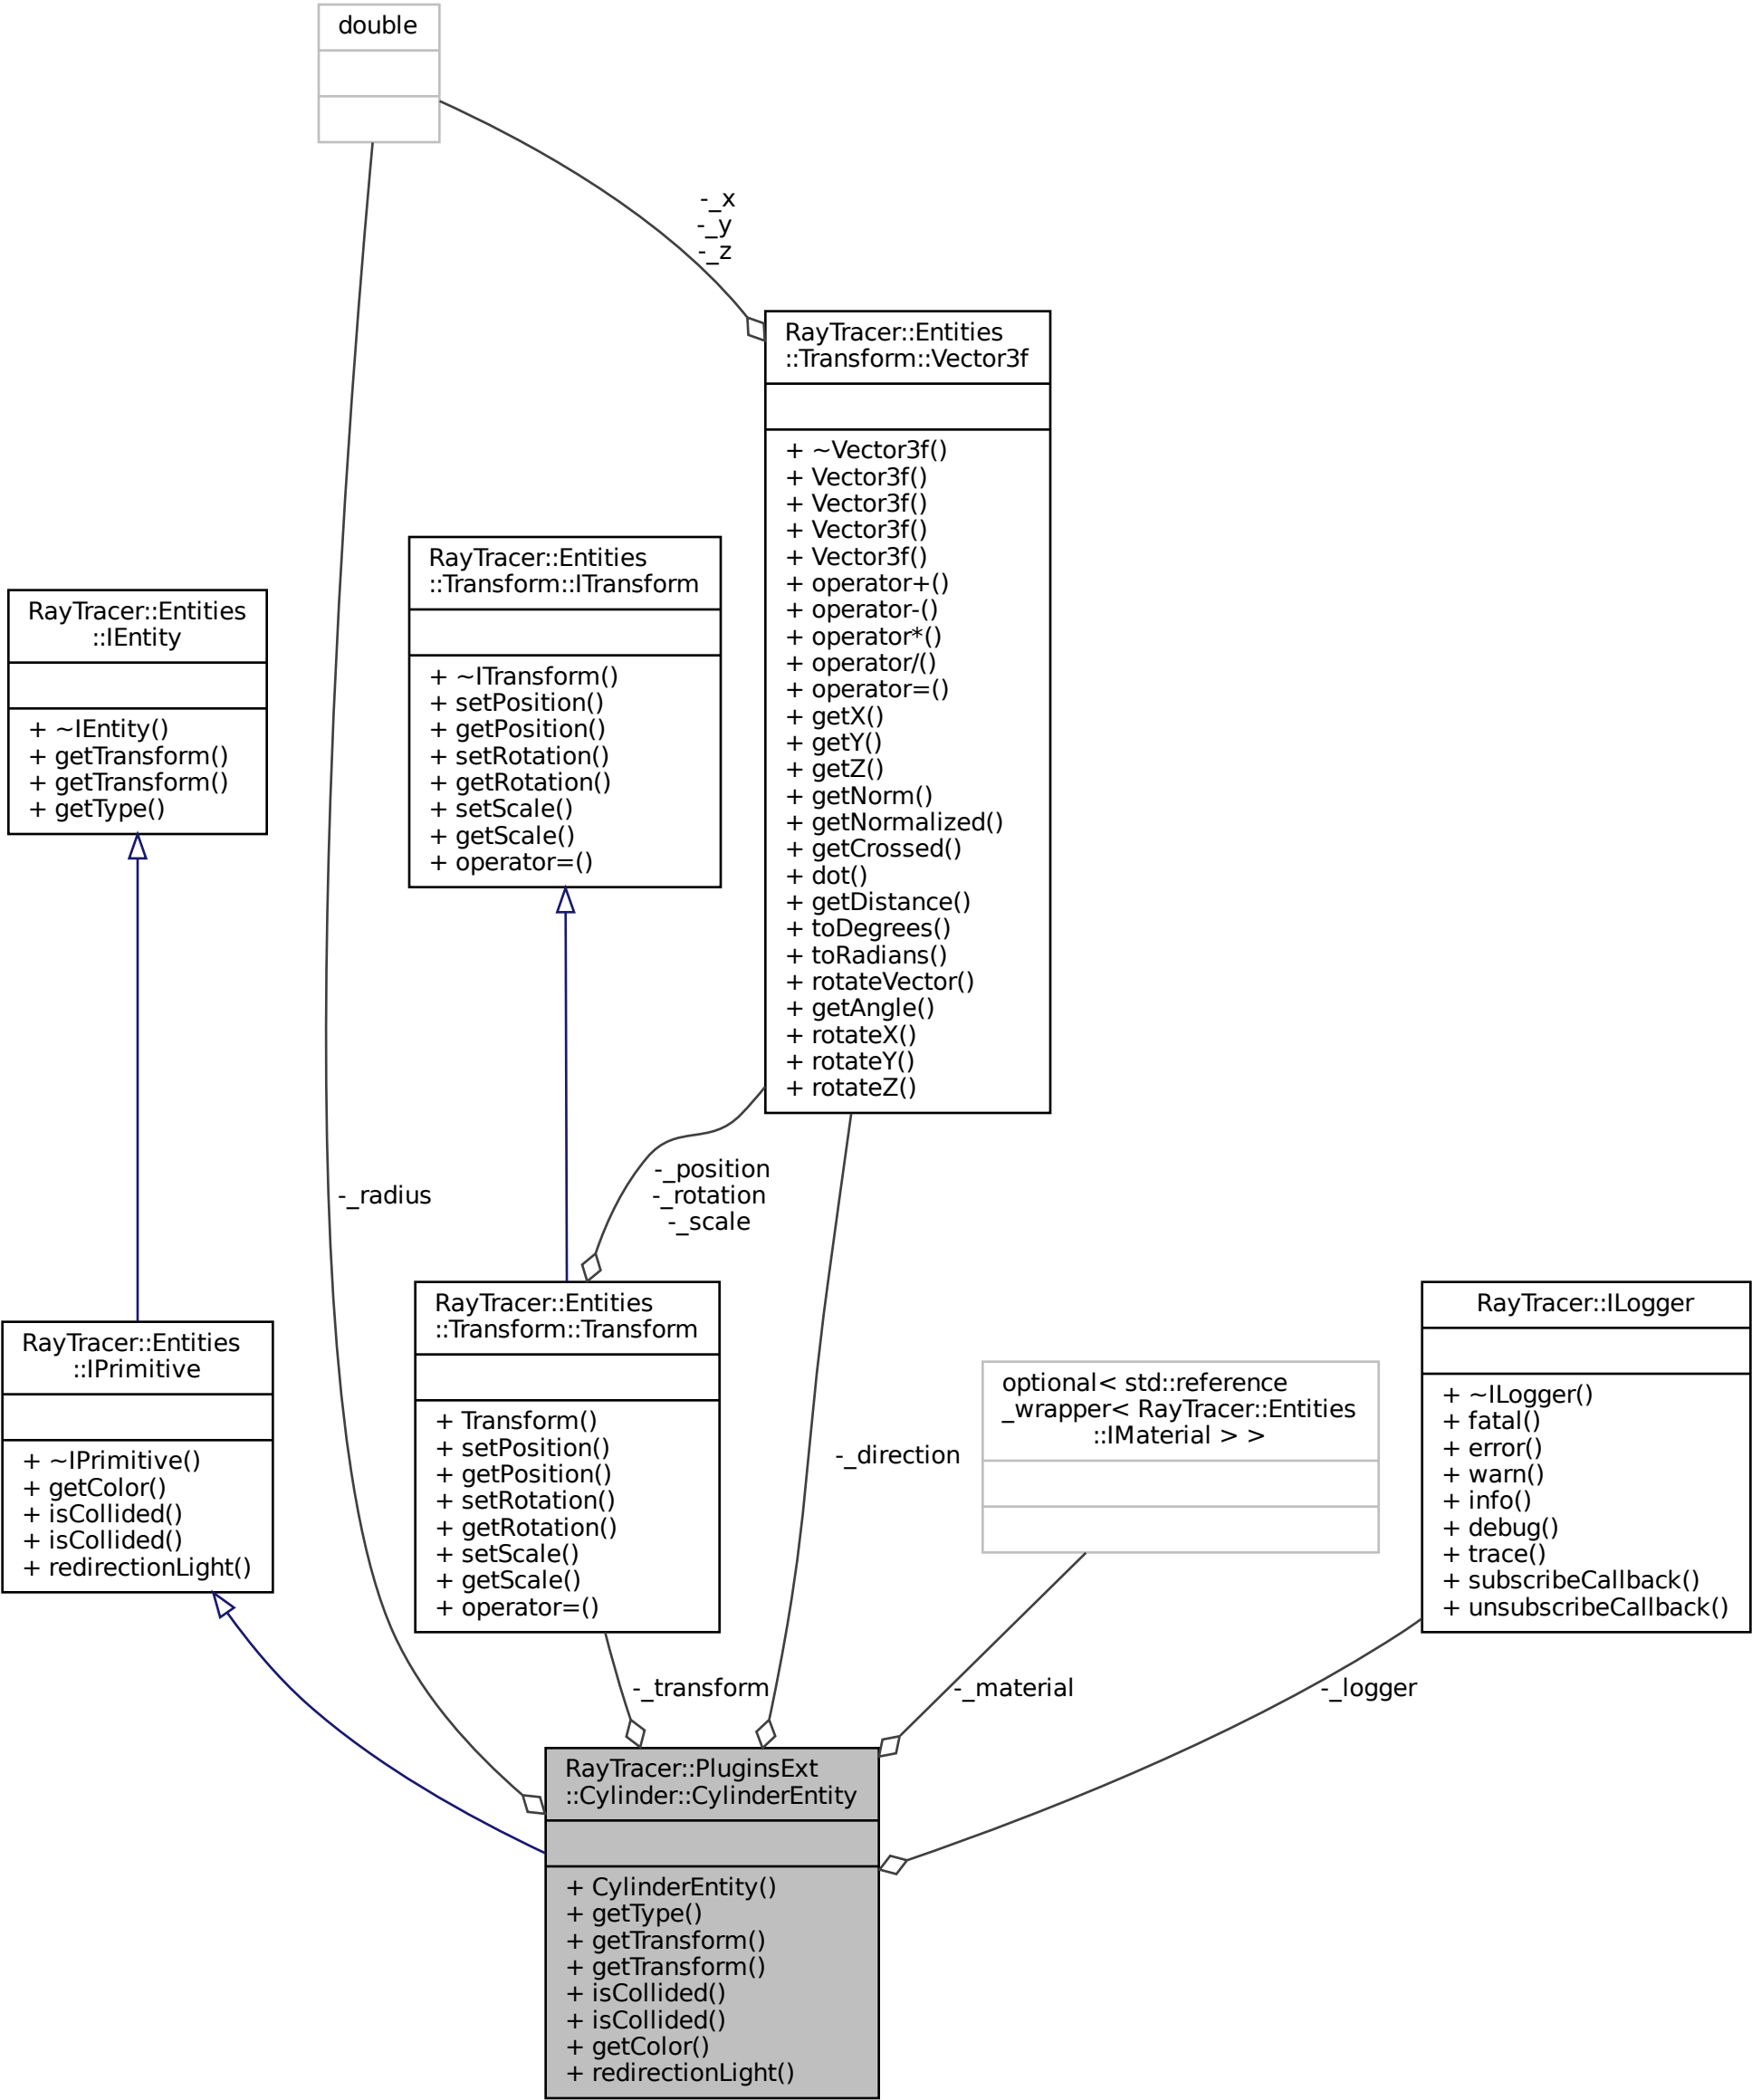 double
-_x
-_y
-_z
RayTracer::Entities
::Transform::Vector3f
+ ~Vector3f()
+ Vector3f()
+ Vector3f()
+ Vector3f()
+ Vector3f()
+ operator+()
+ operator-()
+ operator*()
+ operator/()
+ operator=()
+ getX()
+ getY()
+ getZ()
+ getNorm()
+ getNormalized()
+ getCrossed()
+ dot()
+ getDistance()
+ toDegrees()
+ toRadians()
+ rotateVector()
+ getAngle()
+ rotateX()
+ rotateY()
+ rotateZ()
RayTracer::Entities
::Transform::ITransform
+ ~ITransform()
+ setPosition()
+ getPosition()
+ setRotation()
+ getRotation()
+ setScale()
+ getScale()
+ operator=()
RayTracer::Entities
::IEntity
+ ~IEntity()
+ getTransform()
+ getTransform()
+ getType()
-_radius
-_position
-_rotation
-_scale
RayTracer::Entities
::IPrimitive
+ ~IPrimitive()
+ getColor()
+ isCollided()
+ isCollided()
+ redirectionLight()
RayTracer::Entities
::Transform::Transform
+ Transform()
+ setPosition()
+ getPosition()
+ setRotation()
+ getRotation()
+ setScale()
+ getScale()
+ operator=()
-_direction
optional< std::reference
_wrapper< RayTracer::Entities
::IMaterial > >
RayTracer::ILogger
+ ~ILogger()
+ fatal()
+ error()
+ warn()
+ info()
+ debug()
+ trace()
+ subscribeCallback()
+ unsubscribeCallback()
-_transform
-_material
-_logger
RayTracer::PluginsExt
::Cylinder::CylinderEntity
+ CylinderEntity()
+ getType()
+ getTransform()
+ getTransform()
+ isCollided()
+ isCollided()
+ getColor()
+ redirectionLight()